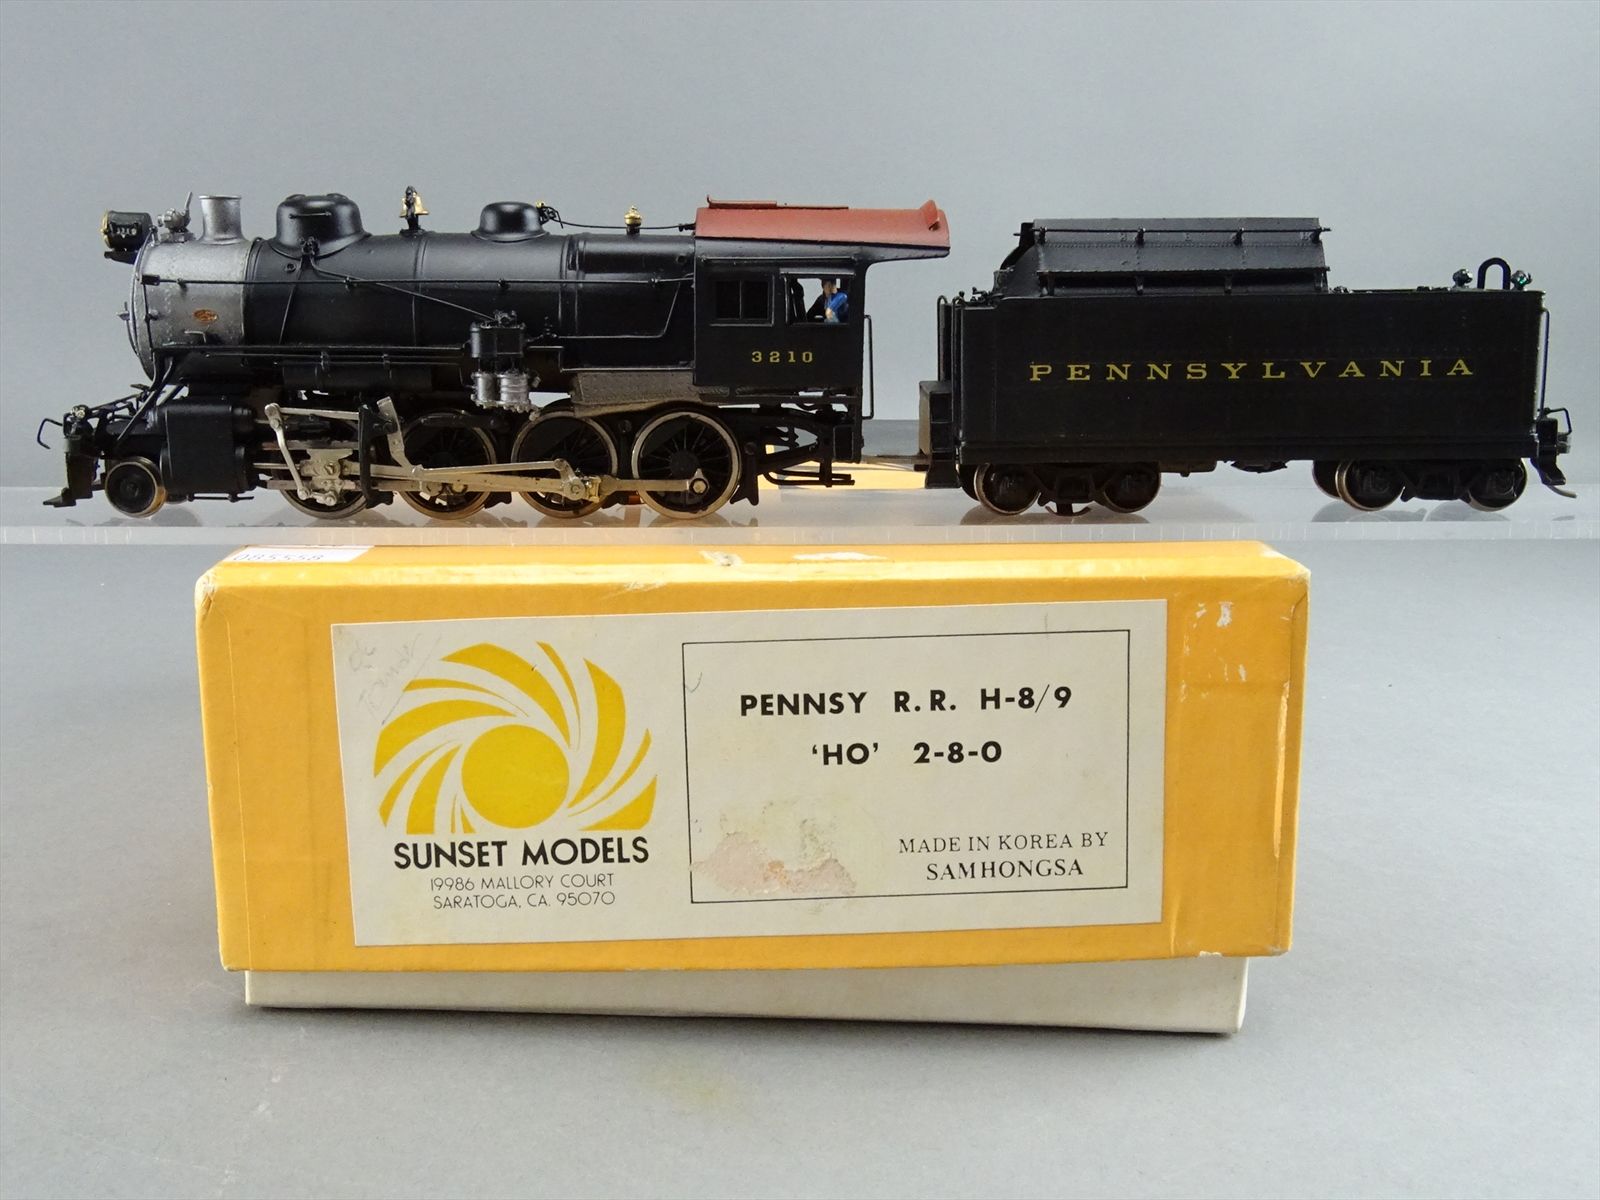 3210
PENNSYLVANIA
085558
SUNSET MODELS
19986 MALLORY COURT
SARATOGA, CA. 95070
PENNSY R.R. H-8/9
'HO' 2-8-0
MADE IN KOREA BY
SAMHONGSA